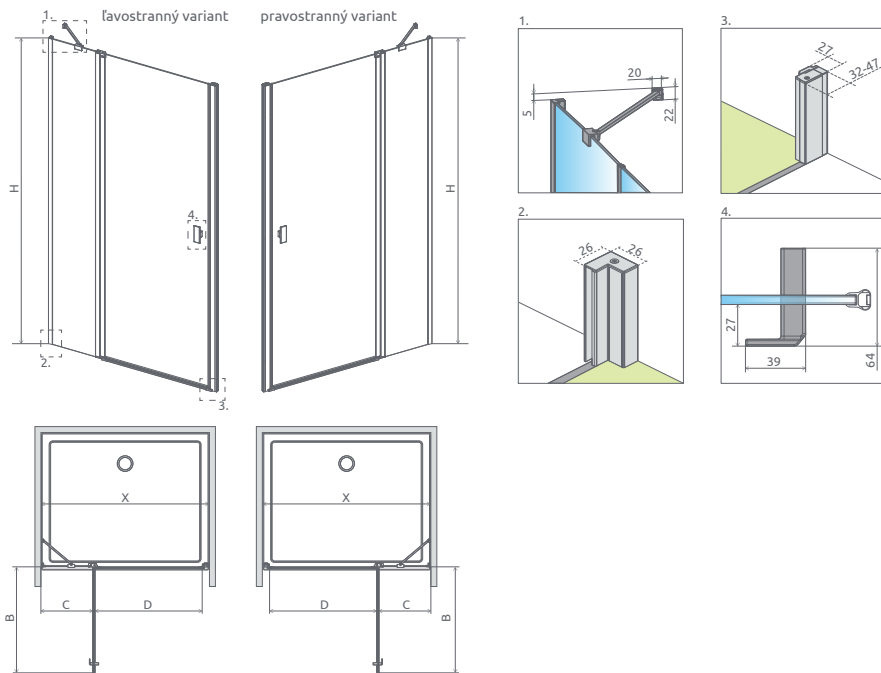 1.
ľavostranný variant
pravostranný variant
H
4.
2.
3.
H
1.
20
5
22
3.
27
32-47
2.
26
26
4.
27
39
64
X
C
D
B
X
D
C
B